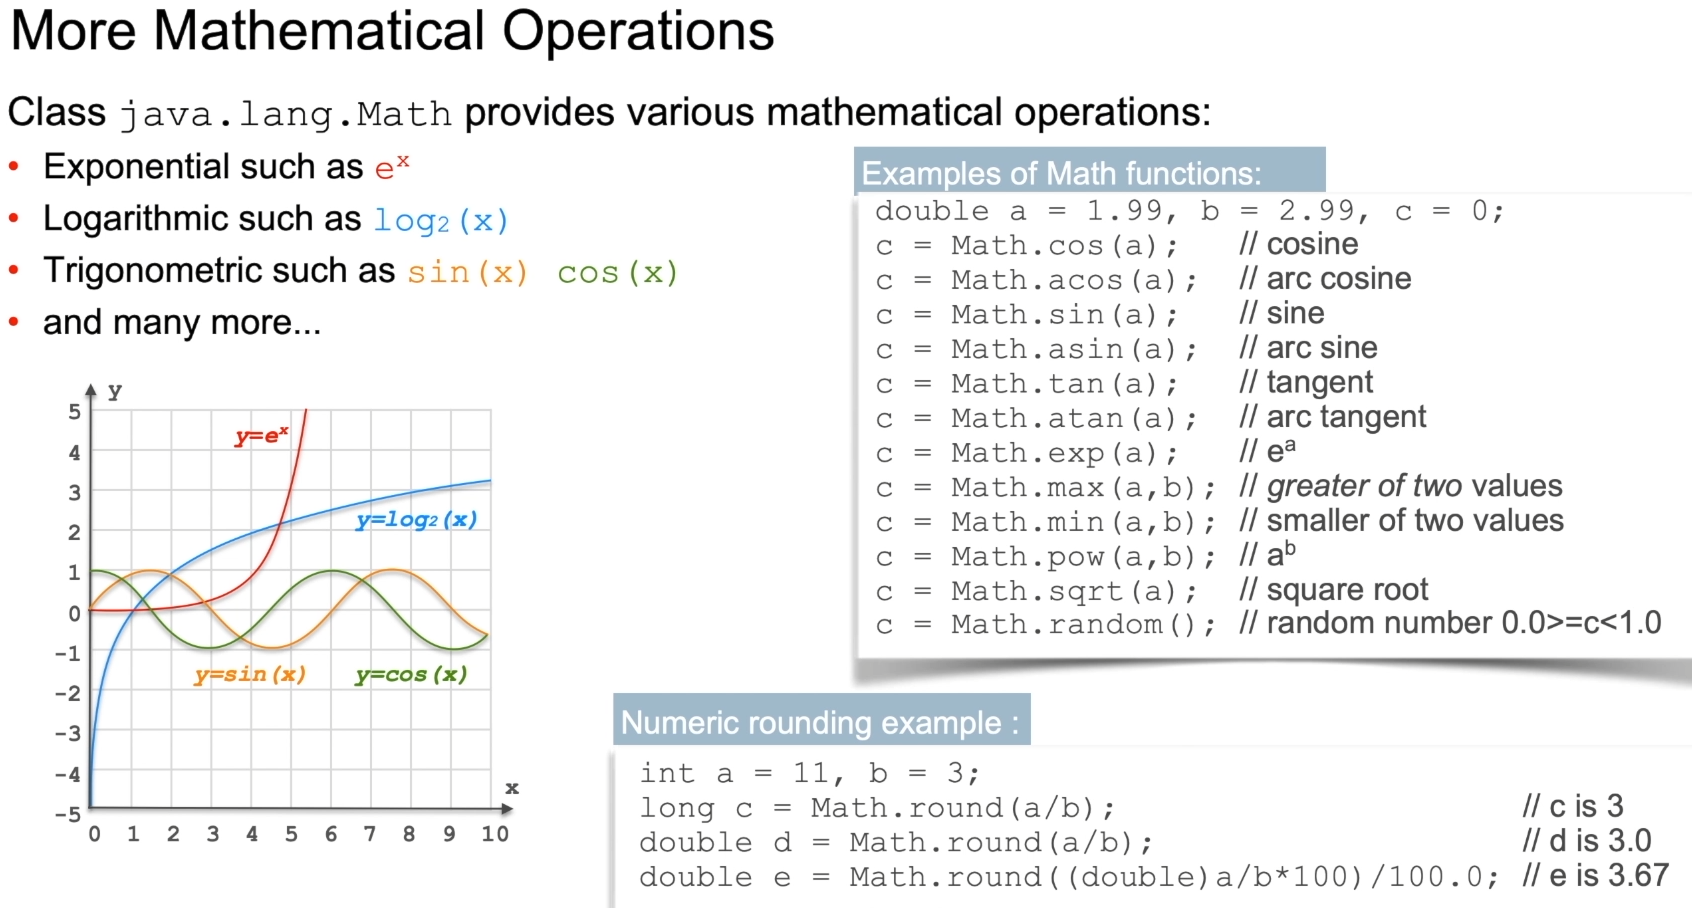 More Mathematical Operations
Class java.lang.Math provides various mathematical operations:
• Exponential such as eˣ
• Logarithmic such as log₂(x)
• Trigonometric such as sin(x) cos(x)
• and many more...
Examples of Math functions:
double a = 1.99, b = 2.99, c = 0;
c = Math.cos(a); // cosine
c = Math.acos(a); // arc cosine
c = Math.sin(a); // sine
c = Math.asin(a); // arc sine
c = Math.tan(a); // tangent
c = Math.atan(a); // arc tangent
c = Math.exp(a); // eᵃ
c = Math.max(a,b); // greater of two values
c = Math.min(a,b); // smaller of two values
c = Math.pow(a,b); // aᵇ
c = Math.sqrt(a); // square root
c = Math.random(); // random number 0.0>=c<1.0
y
5
4
3
2
1
0
-1
-2
-3
-4
-5
y=eˣ
y=log₂(x)
y=sin(x)
y=cos(x)
x
0 1 2 3 4 5 6 7 8 9 10
Numeric rounding example :
int a = 11, b = 3;
long c = Math.round(a/b); // c is 3
double d = Math.round(a/b); // d is 3.0
double e = Math.round((double)a/b*100)/100.0; // e is 3.67